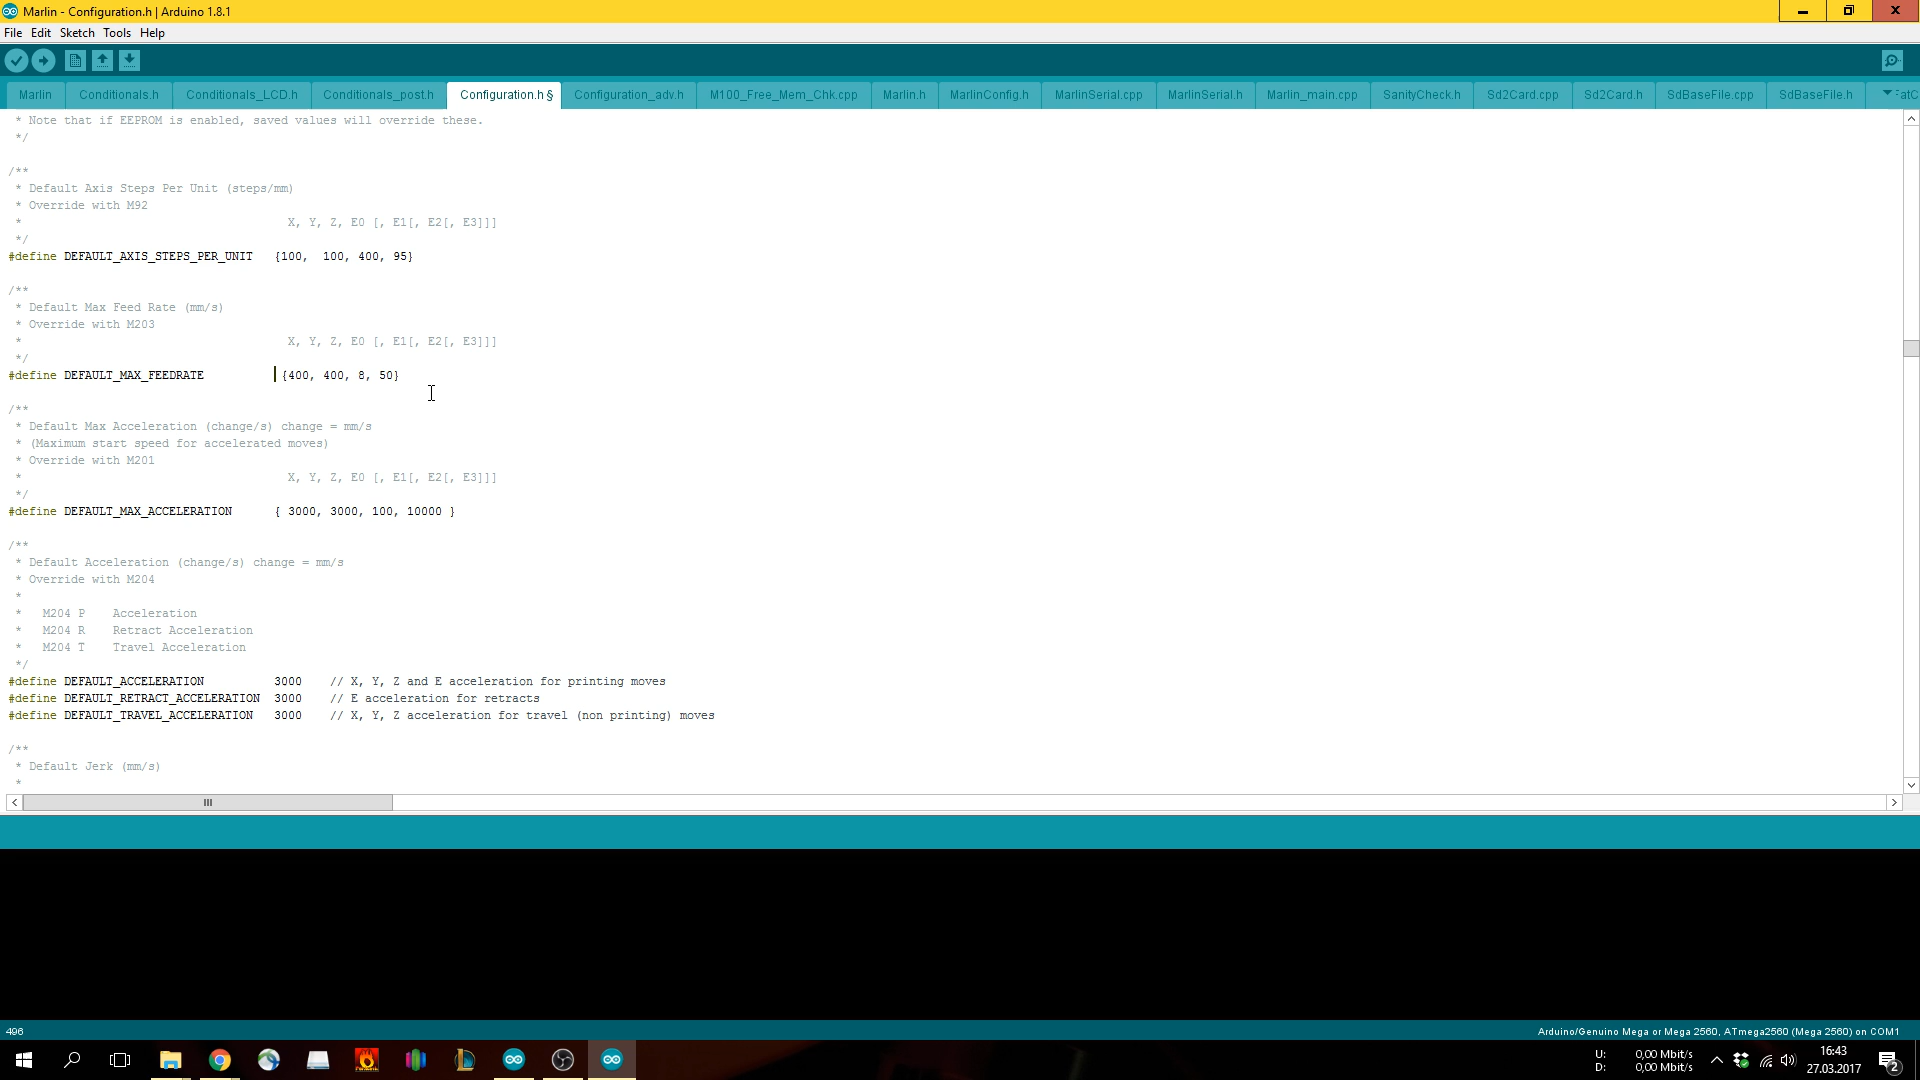 Marlin - Configuration.h | Arduino 1.8.1
File Edit Sketch Tools Help
Marlin Conditionals.h Conditionals_LCD.h Conditionals_post.h Configuration.h § Configuration_adv.h M100_Free_Mem_Chk.cpp Marlin.h MarlinConfig.h MarlinSerial.cpp MarlinSerial.h Marlin_main.cpp SanityCheck.h Sd2Card.cpp Sd2Card.h SdBaseFile.cpp SdBaseFile.h
* Note that if EEPROM is enabled, saved values will override these.
*/
/**
* Default Axis Steps Per Unit (steps/mm)
* Override with M92
* X, Y, Z, E0 [, E1[, E2[, E3]]]
*/
#define DEFAULT_AXIS_STEPS_PER_UNIT {100, 100, 400, 95}
/**
* Default Max Feed Rate (mm/s)
* Override with M203
* X, Y, Z, E0 [, E1[, E2[, E3]]]
*/
#define DEFAULT_MAX_FEEDRATE {400, 400, 8, 50}
/**
* Default Max Acceleration (change/s) change = mm/s
* (Maximum start speed for accelerated moves)
* Override with M201
* X, Y, Z, E0 [, E1[, E2[, E3]]]
*/
#define DEFAULT_MAX_ACCELERATION { 3000, 3000, 100, 10000 }
/**
* Default Acceleration (change/s) change = mm/s
* Override with M204
*
* M204 P Acceleration
* M204 R Retract Acceleration
* M204 T Travel Acceleration
*/
#define DEFAULT_ACCELERATION 3000 // X, Y, Z and E acceleration for printing moves
#define DEFAULT_RETRACT_ACCELERATION 3000 // E acceleration for retracts
#define DEFAULT_TRAVEL_ACCELERATION 3000 // X, Y, Z acceleration for travel (non printing) moves
/**
* Default Jerk (mm/s)
*
496 Arduino/Genuino Mega or Mega 2560, ATmega2560 (Mega 2560) on COM1
U: 0,00 Mbit/s
D: 0,00 Mbit/s
16:43
27.03.2017
2